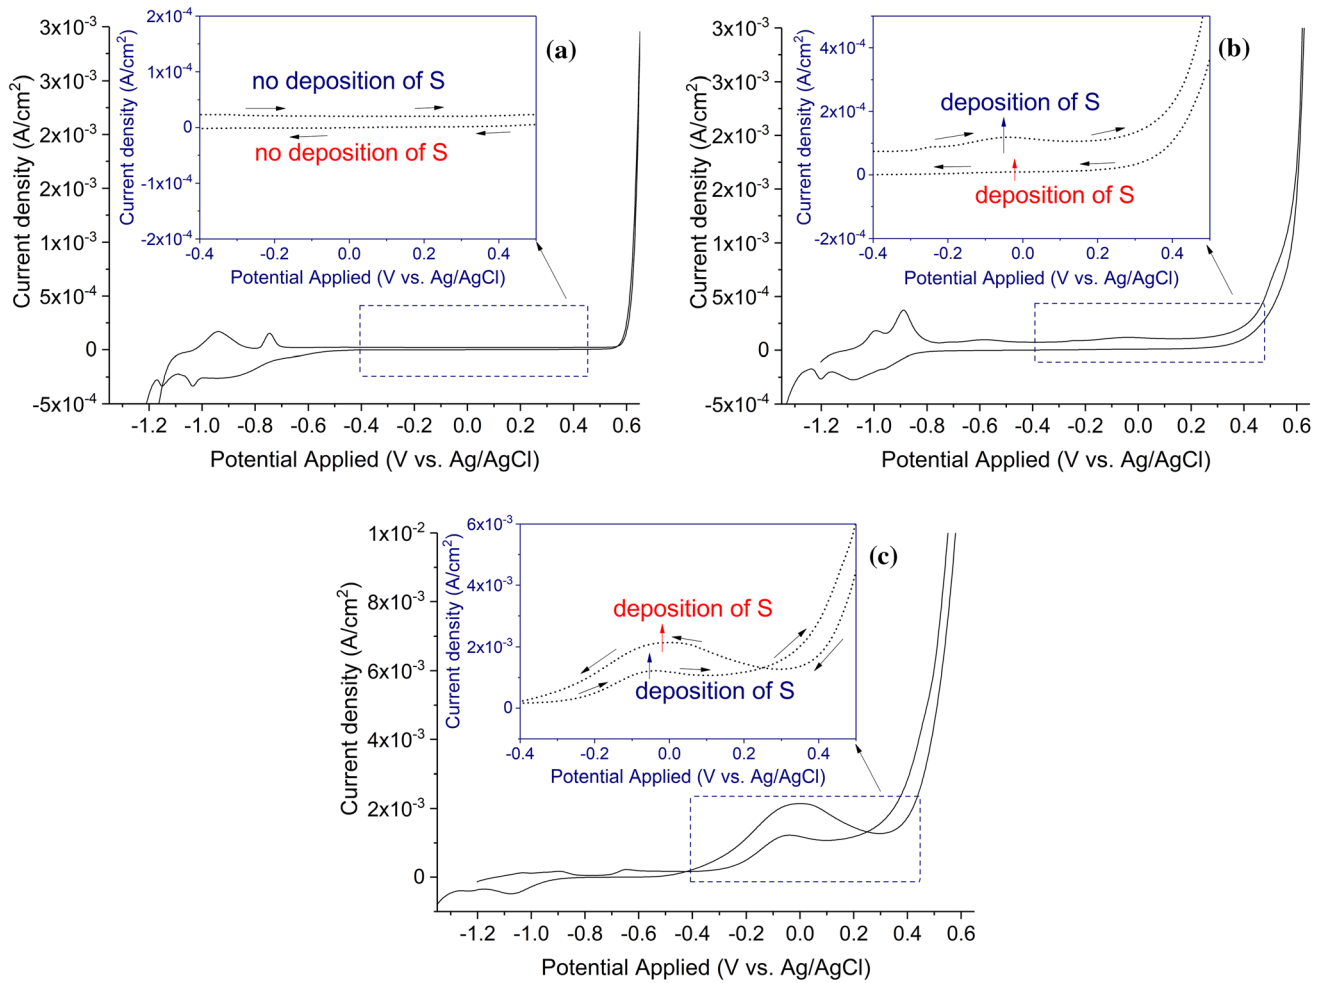 (a)
3x10-3
3x10-3
2x10-3
2x10-3
1x10-3
5x10-4
0
-5x10-4
Current density (A/cm2)
-1.2 -1.0 -0.8 -0.6 -0.4 -0.2 0.0 0.2 0.4 0.6
Potential Applied (V vs. Ag/AgCl)
2x10-4
1x10-4
0
-1x10-4
-2x10-4
Current density (A/cm2)
no deposition of S
no deposition of S
-0.4 -0.2 0.0 0.2 0.4
Potential Applied (V vs. Ag/AgCl)
(b)
3x10-3
3x10-3
2x10-3
2x10-3
1x10-3
5x10-4
0
-5x10-4
Current density (A/cm2)
-1.2 -1.0 -0.8 -0.6 -0.4 -0.2 0.0 0.2 0.4 0.6
Potential Applied (V vs. Ag/AgCl)
4x10-4
2x10-4
0
-2x10-4
Current density (A/cm2)
deposition of S
deposition of S
-0.4 -0.2 0.0 0.2 0.4
Potential Applied (V vs. Ag/AgCl)
(c)
1x10-2
8x10-3
6x10-3
4x10-3
2x10-3
0
Current density (A/cm2)
-1.2 -1.0 -0.8 -0.6 -0.4 -0.2 0.0 0.2 0.4 0.6
Potential Applied (V vs. Ag/AgCl)
6x10-3
4x10-3
2x10-3
0
Current density (A/cm2)
deposition of S
deposition of S
-0.4 -0.2 0.0 0.2 0.4
Potential Applied (V vs. Ag/AgCl)